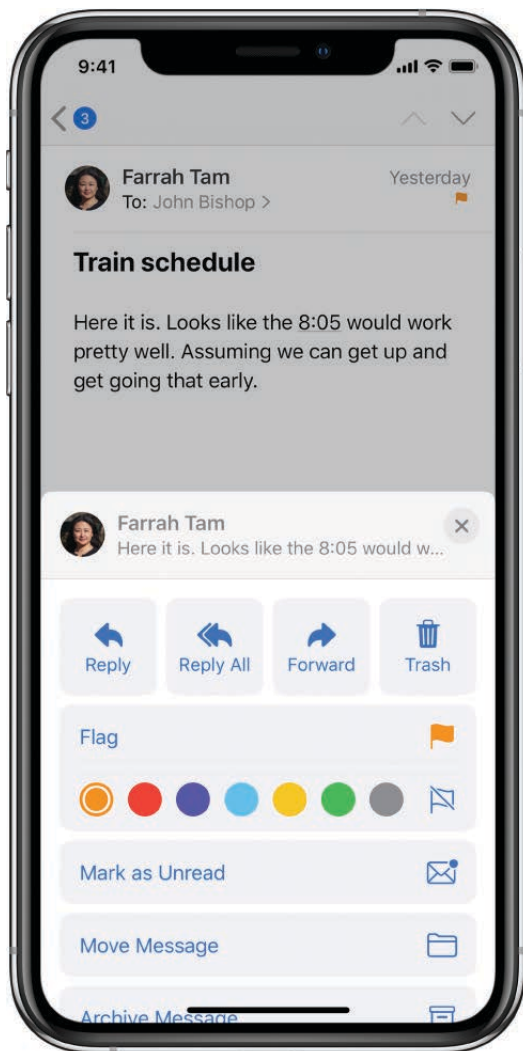 9:41
3
Farrah Tam
Yesterday
To: John Bishop >
Train schedule
Here it is. Looks like the 8:05 would work
pretty well. Assuming we can get up and
get going that early.
Farrah Tam
Here it is. Looks like the 8:05 would w...
Reply
Reply All
Forward
Trash
Flag
Mark as Unread
Move Message
Archive Message